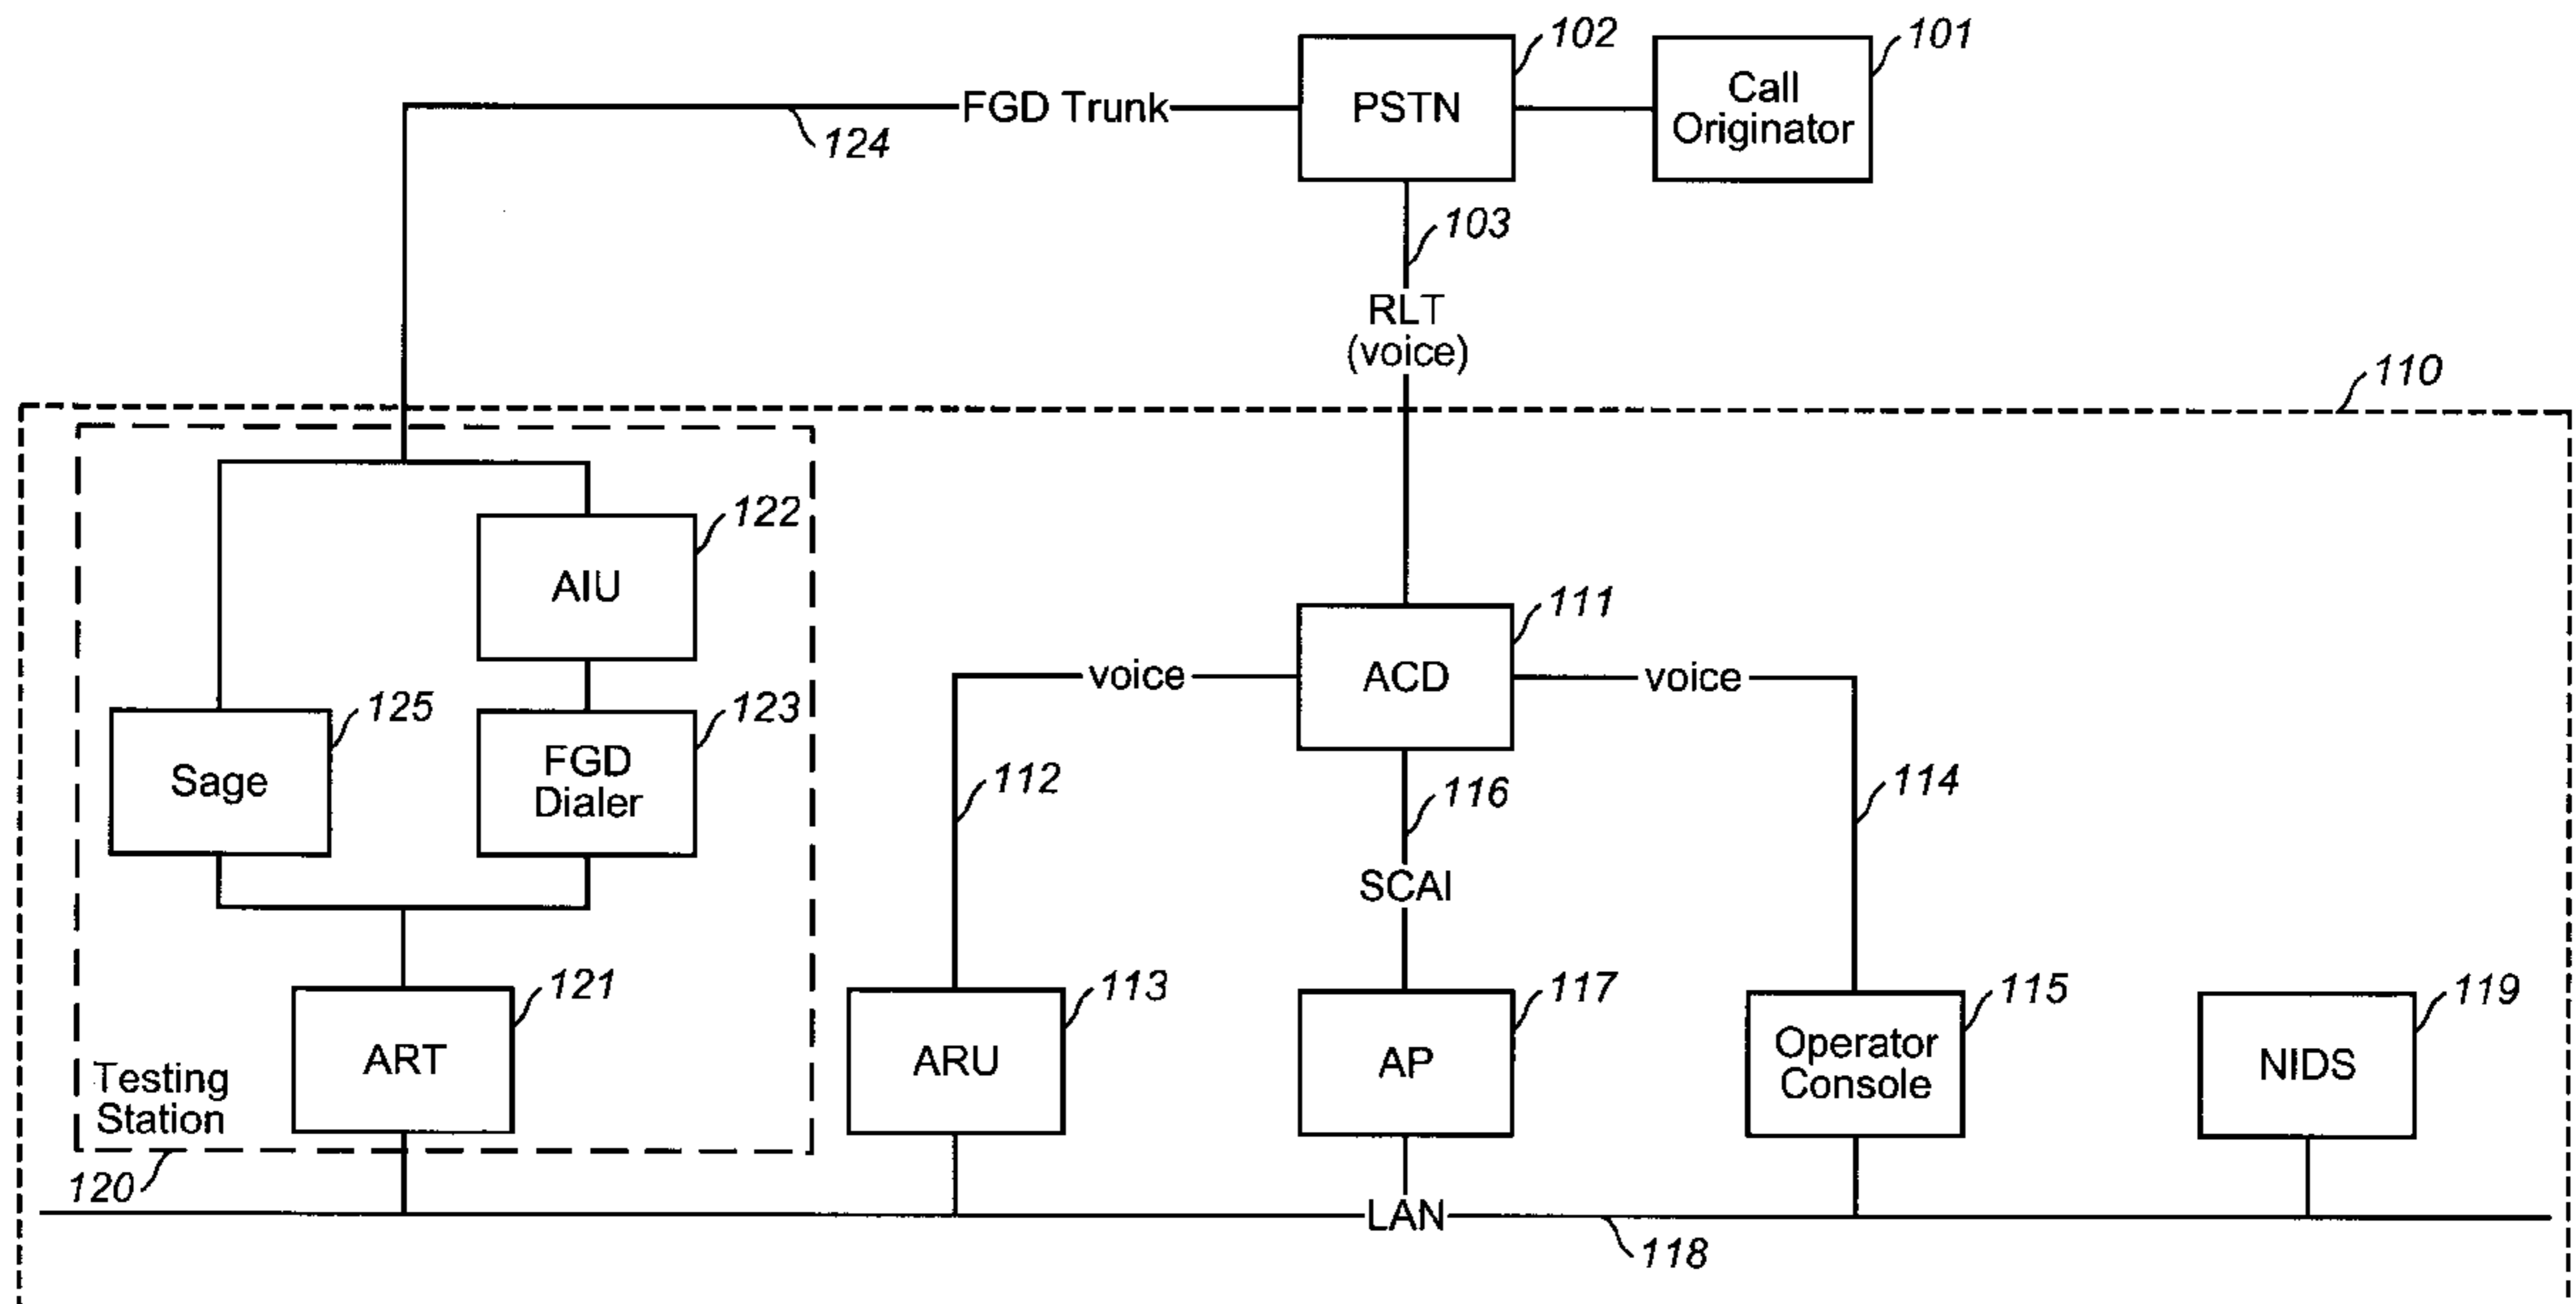 102
101
PSTN
Call
Originator
FGD Trunk
124
103
RLT
(voice)
110
122
AIU
111
ACD
voice
voice
125
123
Sage
FGD
Dialer
112
116
114
SCAI
121
113
117
115
119
ART
ARU
AP
Operator
Console
NIDS
Testing
Station
120
LAN
118